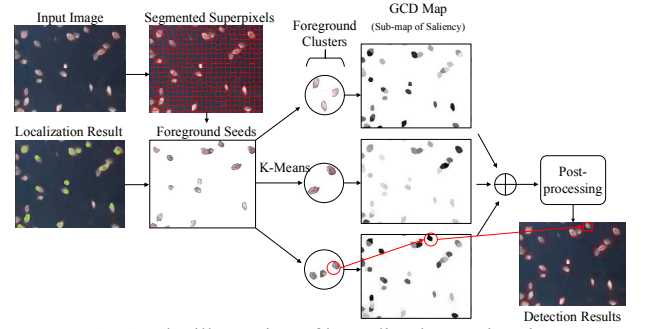 Input Image
Segmented Superpixels
Foreground
Clusters
GCD Map
(Sub-map of Saliency)
Localization Result
Foreground Seeds
K-Means
Post-
processing
Detection Results